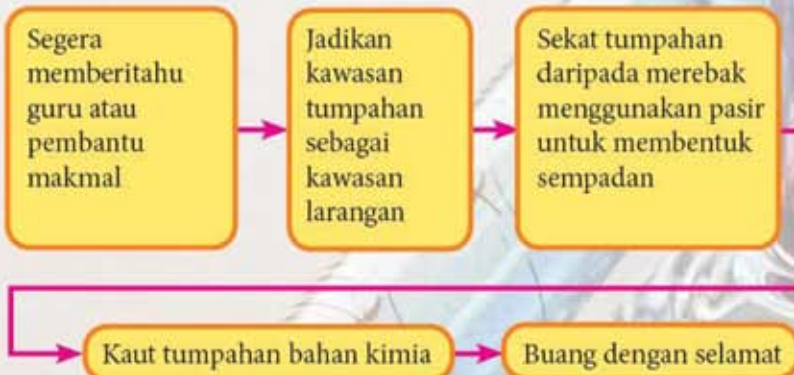 Segera
memberitahu
guru atau
pembantu
makmal
Jadikan
kawasan
tumpahan
sebagai
kawasan
larangan
Sekat tumpahan
daripada merebak
menggunakan pasir
untuk membentuk
sempadan
Kaut tumpahan bahan kimia
Buang dengan selamat